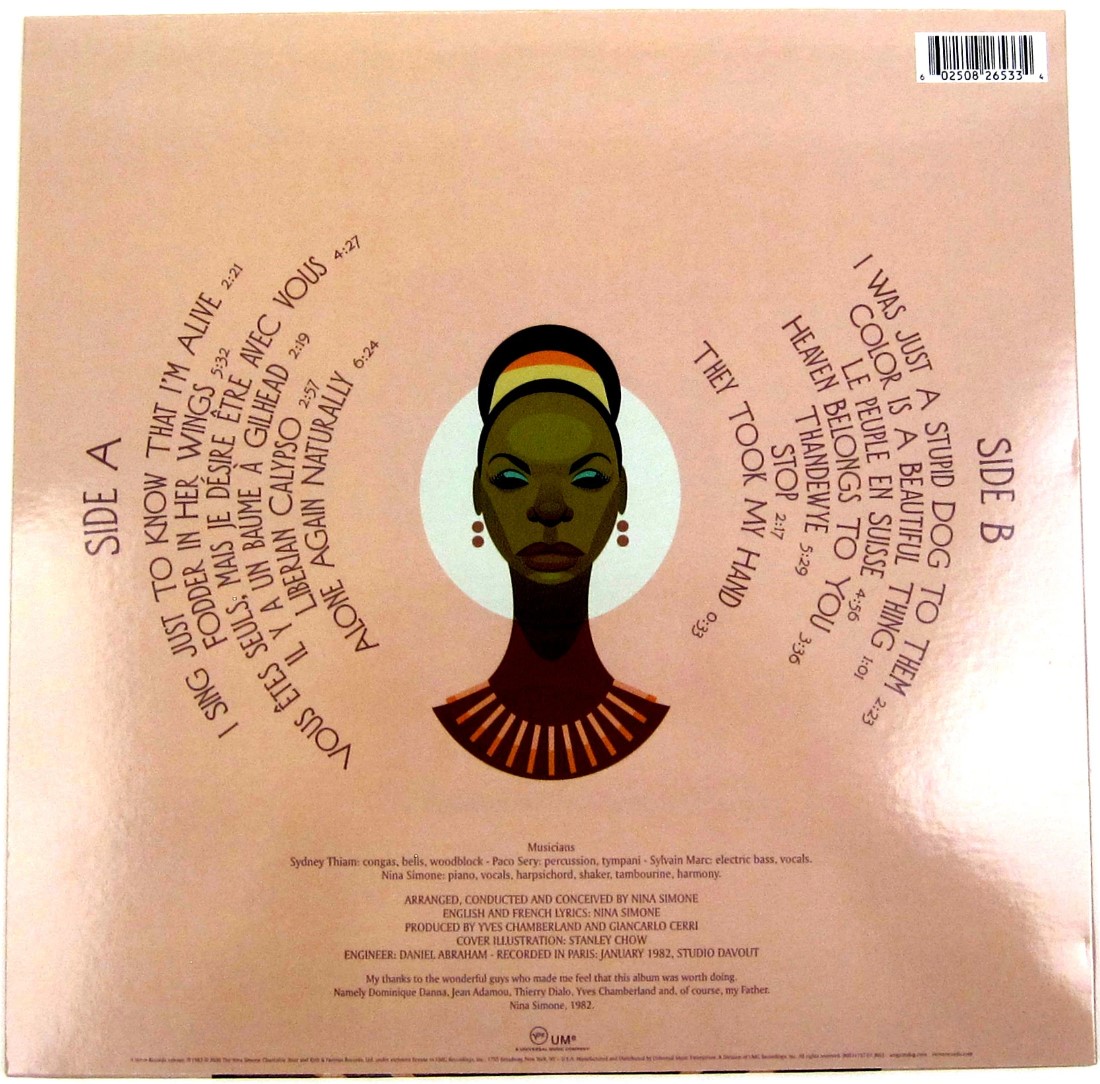 6 02508 26533 4
SIDE A
I SING JUST TO KNOW THAT I'M ALIVE 2:21
FODDER IN HER WINGS 5:32
VOUS ÊTES SEULS, MAIS JE DÉSIRE ÊTRE AVEC VOUS 4:27
IL Y A UN BAUME À GILHEAD 2:19
LIBERIAN CALYPSO 2:57
ALONE AGAIN NATURALLY 6:24
SIDE B
I WAS JUST A STUPID DOG TO THEM 2:23
COLOR IS A BEAUTIFUL THING 1:01
LE PEUPLE EN SUISSE 4:56
HEAVEN BELONGS TO YOU 3:36
THANDEWYE 5:29
STOP 2:17
THEY TOOK MY HAND 0:33
Musicians
Sydney Thiam: congas, bells, woodblock - Paco Sery: percussion, tympani - Sylvain Marc: electric bass, vocals.
Nina Simone: piano, vocals, harpsichord, shaker, tambourine, harmony.
ARRANGED, CONDUCTED AND CONCEIVED BY NINA SIMONE
ENGLISH AND FRENCH LYRICS: NINA SIMONE
PRODUCED BY YVES CHAMBERLAND AND GIANCARLO CERRI
COVER ILLUSTRATION: STANLEY CHOW
ENGINEER: DANIEL ABRAHAM - RECORDED IN PARIS: JANUARY 1982, STUDIO DAVOUT
My thanks to the wonderful guys who made me feel that this album was worth doing.
Namely Dominique Danna, Jean Adamou, Thierry Dialo, Yves Chamberland and, of course, my Father.
Nina Simone, 1982.
verve UMe
A UNIVERSAL MUSIC COMPANY